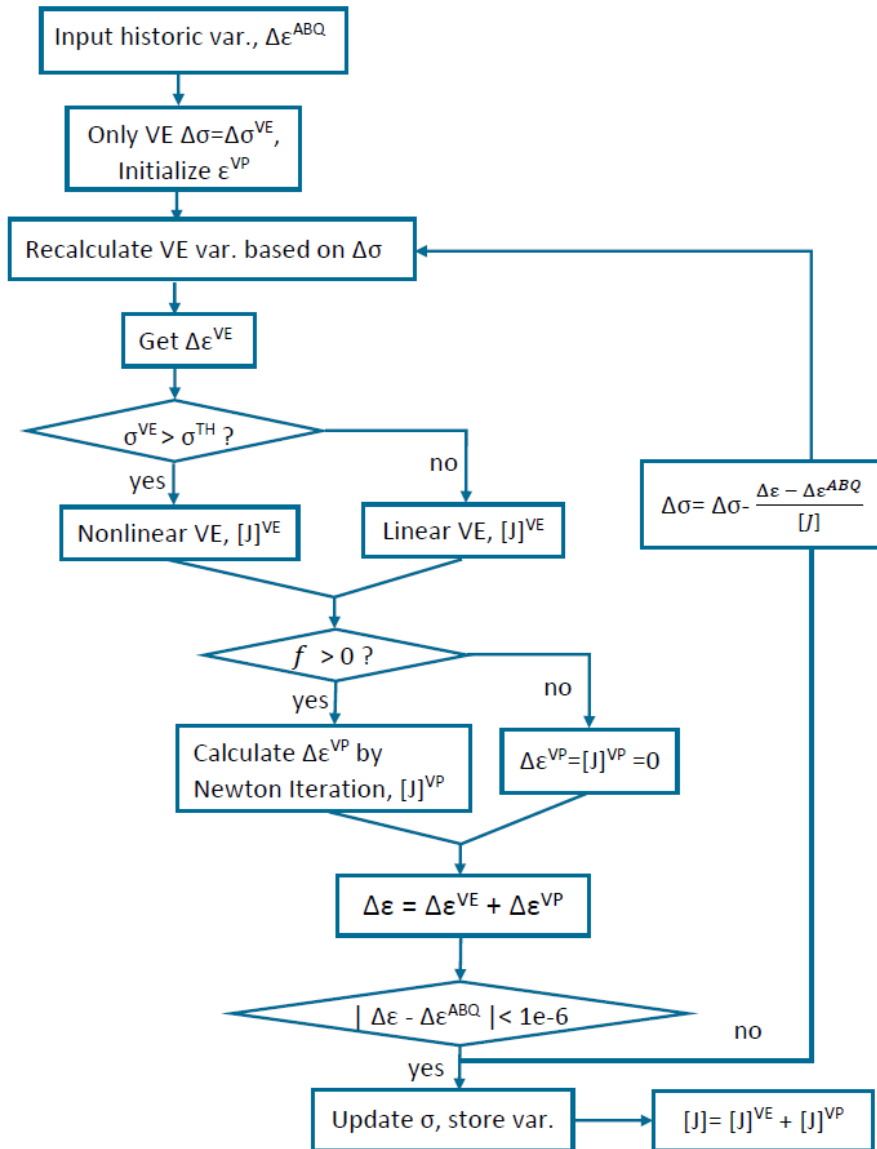 Input historic var., Δε^ABQ
Only VE Δσ=Δσ^VE,
Initialize ε^VP
Recalculate VE var. based on Δσ
Get Δε^VE
σ^VE > σ^TH ?
yes
no
Nonlinear VE, [J]^VE
Linear VE, [J]^VE
Δσ= Δσ- (Δε − Δε^ABQ) / [J]
f > 0 ?
yes
no
Calculate Δε^VP by
Newton Iteration, [J]^VP
Δε^VP=[J]^VP =0
Δε = Δε^VE + Δε^VP
| Δε - Δε^ABQ |< 1e-6
no
yes
Update σ, store var.
[J]= [J]^VE + [J]^VP